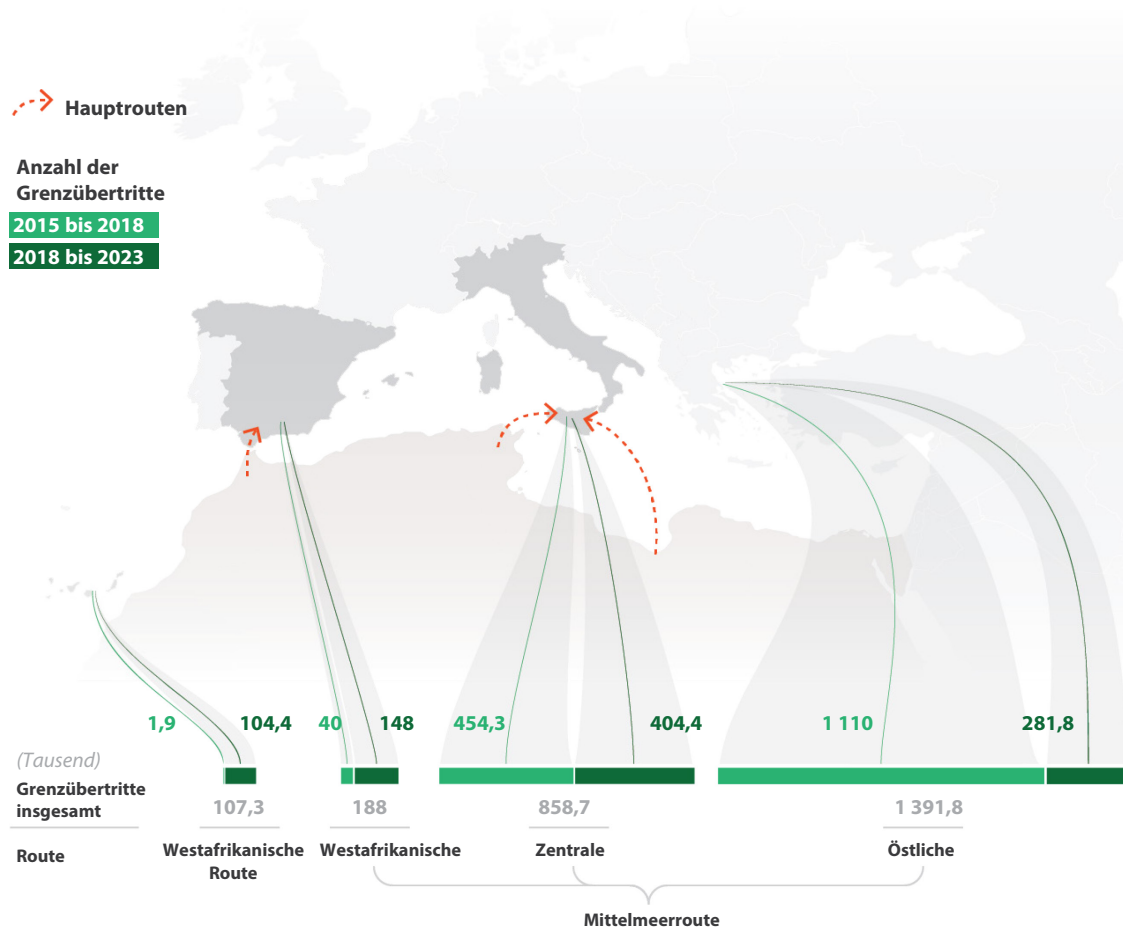 Hauptrouten
Anzahl der
Grenzübertritte
2015 bis 2018
2018 bis 2023
1,9
104,4
40
148
454,3
404,4
1 110
281,8
(Tausend)
Grenzübertritte
insgesamt
107,3
188
858,7
1 391,8
Route
Westafrikanische
Route
Westafrikanische
Zentrale
Östliche
Mittelmeerroute